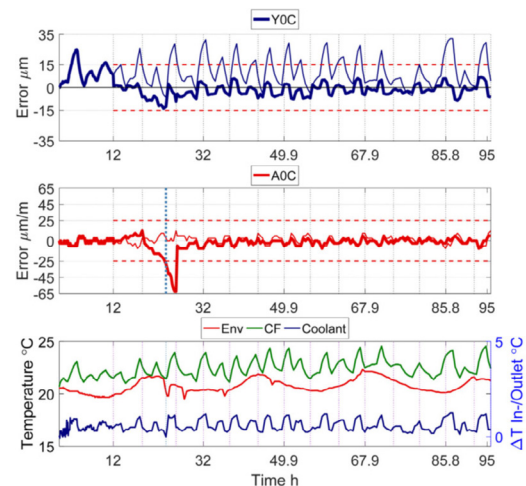 Y0C
Error μm
35
15
0
-15
-35
12 32 49.9 67.9 85.8 95
A0C
Error μm/m
65
45
25
0
-25
-45
-65
12 32 49.9 67.9 85.8 95
Env CF Coolant
Temperature °C
25
20
15
5
0
ΔT In-/Outlet °C
12 32 49.9 67.9 85.8 95
Time h